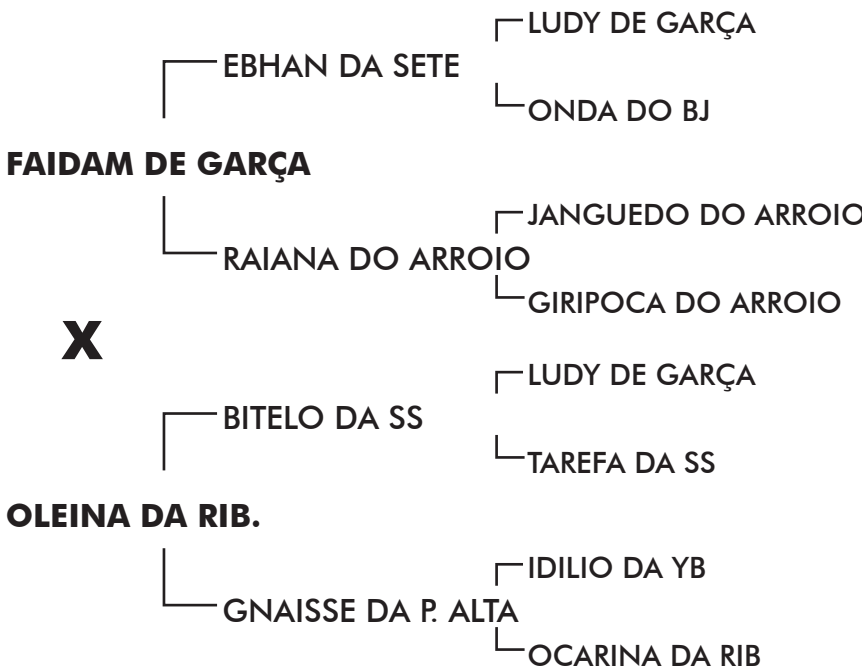 LUDY DE GARÇA
EBHAN DA SETE
ONDA DO BJ
FAIDAM DE GARÇA
JANGUEDO DO ARROIO
RAIANA DO ARROIO
GIRIPOCA DO ARROIO
X
LUDY DE GARÇA
BITELO DA SS
TAREFA DA SS
OLEINA DA RIB.
IDILIO DA YB
GNAISSE DA P. ALTA
OCARINA DA RIB